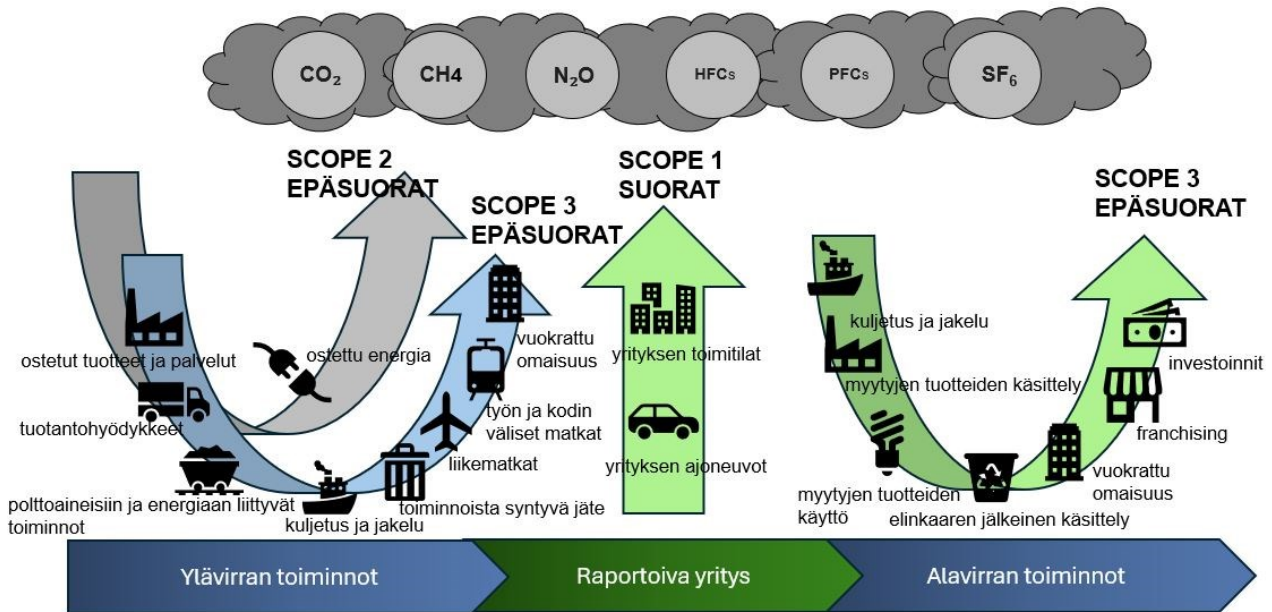 CO₂
CH4
N₂O
HFCs
PFCs
SF₆
SCOPE 2
EPÄSUORAT
SCOPE 3
EPÄSUORAT
SCOPE 1
SUORAT
SCOPE 3
EPÄSUORAT
ostetut tuotteet ja palvelut
tuotantohyödykkeet
polttoaineisiin ja energiaan liittyvät
toiminnot
ostettu energia
kuljetus ja jakelu
toiminnoista syntyvä jäte
liikematkat
työn ja kodin
väliset matkat
vuokrattu
omaisuus
yrityksen toimitilat
yrityksen ajoneuvot
kuljetus ja jakelu
myytyjen tuotteiden käsittely
myytyjen tuotteiden
käyttö
elinkaaren jälkeinen käsittely
vuokrattu
omaisuus
franchising
investoinnit
Ylävirran toiminnot
Raportoiva yritys
Alavirran toiminnot